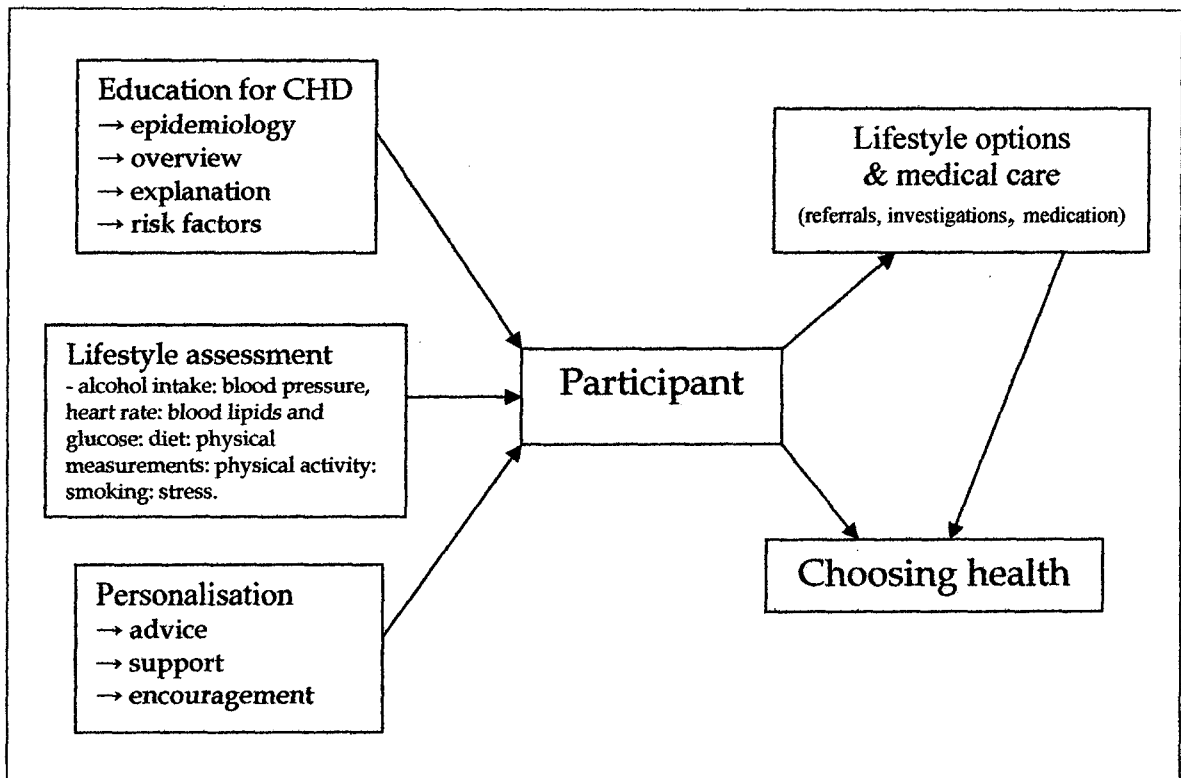 Education for CHD
→ epidemiology
→ overview
→ explanation
→ risk factors
Lifestyle assessment
- alcohol intake: blood pressure,
heart rate: blood lipids and
glucose: diet: physical
measurements: physical activity:
smoking: stress.
Personalisation
→ advice
→ support
→ encouragement
Participant
Lifestyle options
& medical care
(referrals, investigations, medication)
Choosing health